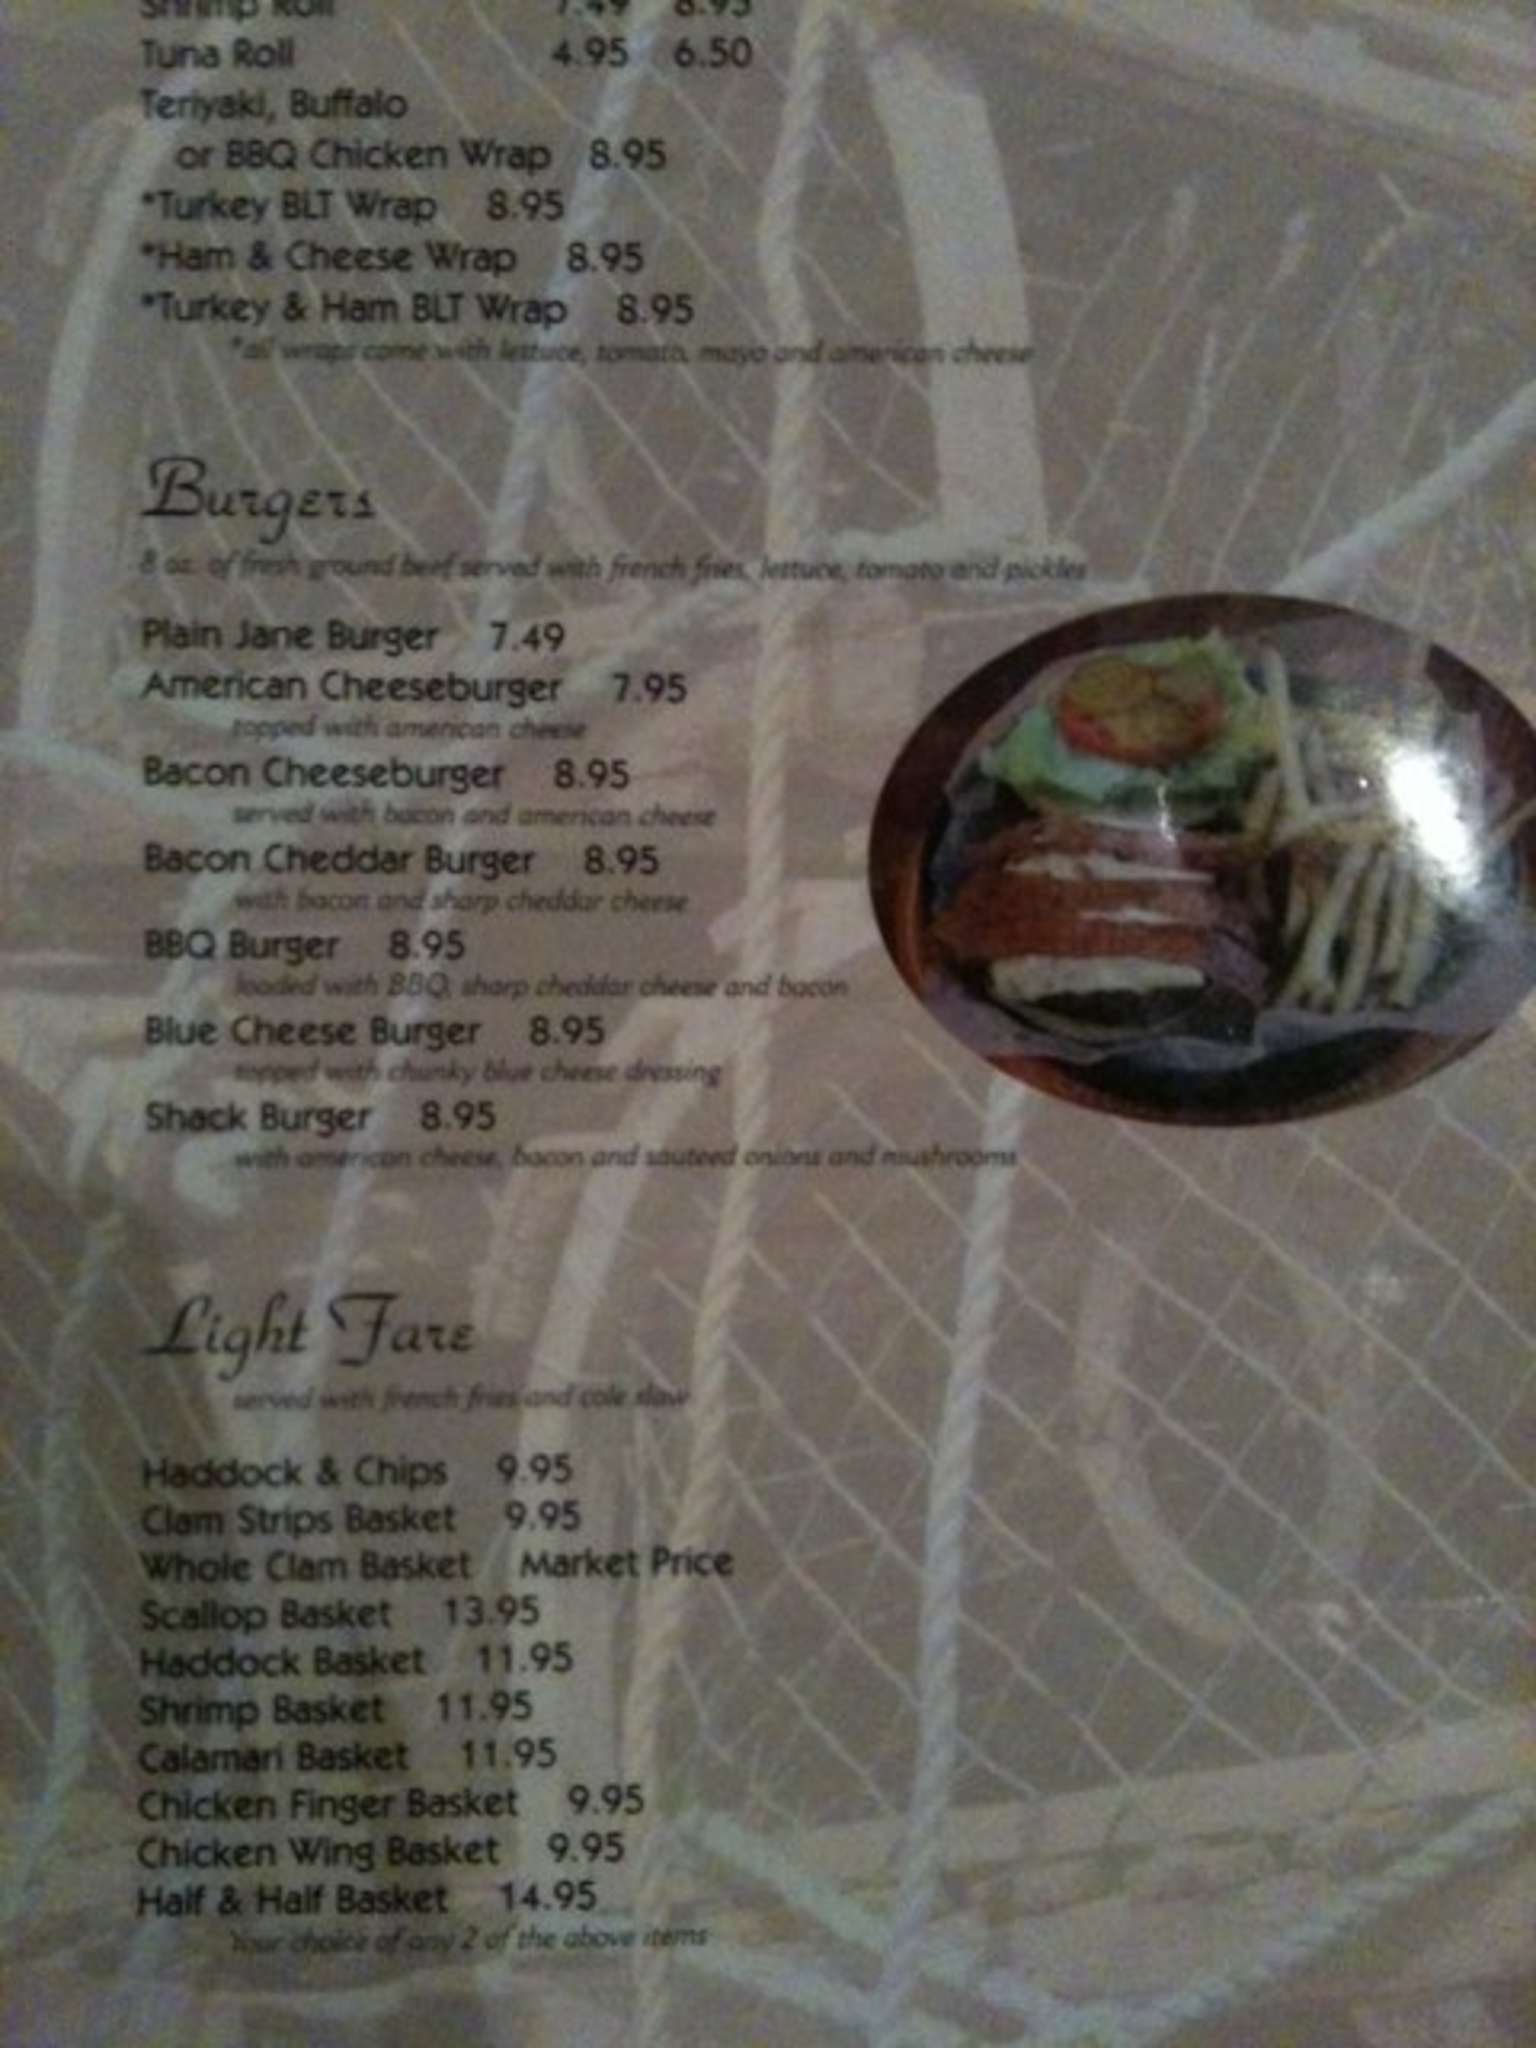 Shrimp Roll 7.49 8.95
Tuna Roll 4.95 6.50
Teriyaki, Buffalo
or BBQ Chicken Wrap 8.95
*Turkey BLT Wrap 8.95
*Ham & Cheese Wrap 8.95
*Turkey & Ham BLT Wrap 8.95
*all wraps come with lettuce, tomato, mayo and american cheese
Burgers
8 oz. of fresh ground beef served with french fries, lettuce, tomato and pickles
Plain Jane Burger 7.49
American Cheeseburger 7.95
topped with american cheese
Bacon Cheeseburger 8.95
served with bacon and american cheese
Bacon Cheddar Burger 8.95
with bacon and sharp cheddar cheese
BBQ Burger 8.95
loaded with BBQ, sharp cheddar cheese and bacon
Blue Cheese Burger 8.95
topped with chunky blue cheese dressing
Shack Burger 8.95
with american cheese, bacon and sauteed onions and mushrooms
Light Fare
served with french fries and cole slaw
Haddock & Chips 9.95
Clam Strips Basket 9.95
Whole Clam Basket Market Price
Scallop Basket 13.95
Haddock Basket 11.95
Shrimp Basket 11.95
Calamari Basket 11.95
Chicken Finger Basket 9.95
Chicken Wing Basket 9.95
Half & Half Basket 14.95
Your choice of any 2 of the above items